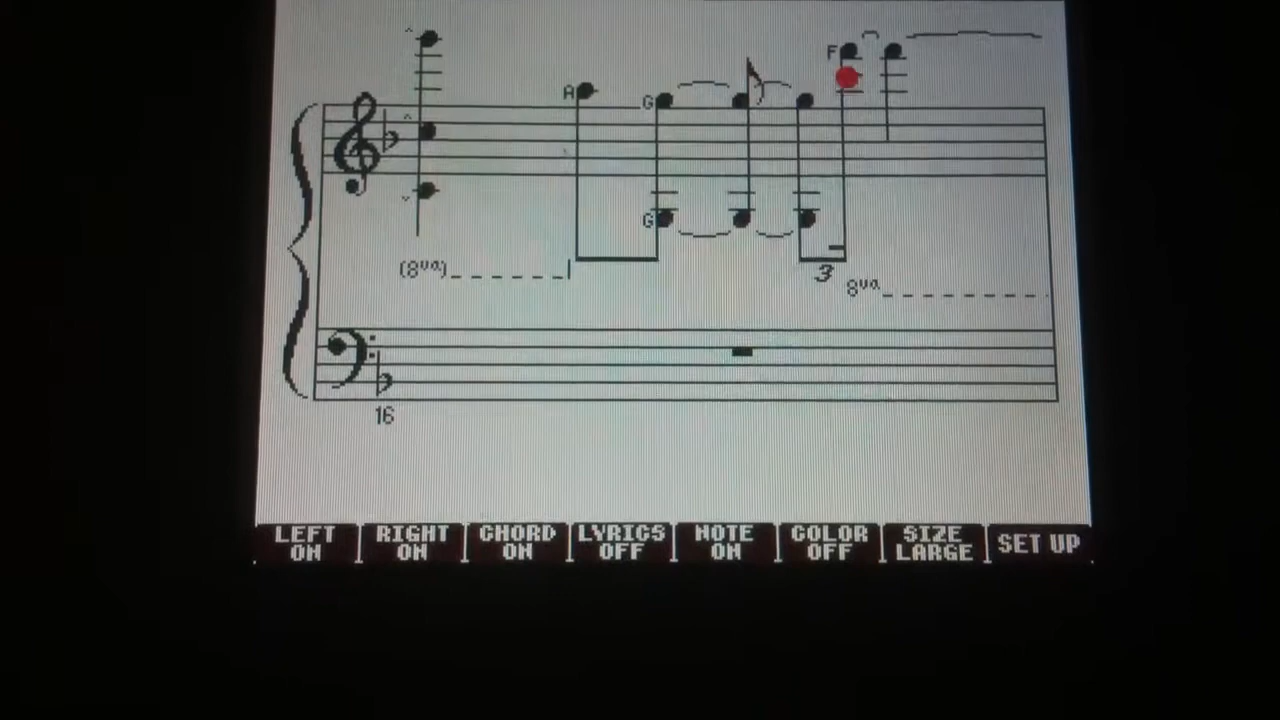 F
A
G
G
(8va)
3
8va
16
LEFT ON
RIGHT ON
CHORD ON
LYRICS OFF
NOTE ON
COLOR OFF
SIZE LARGE
SET UP